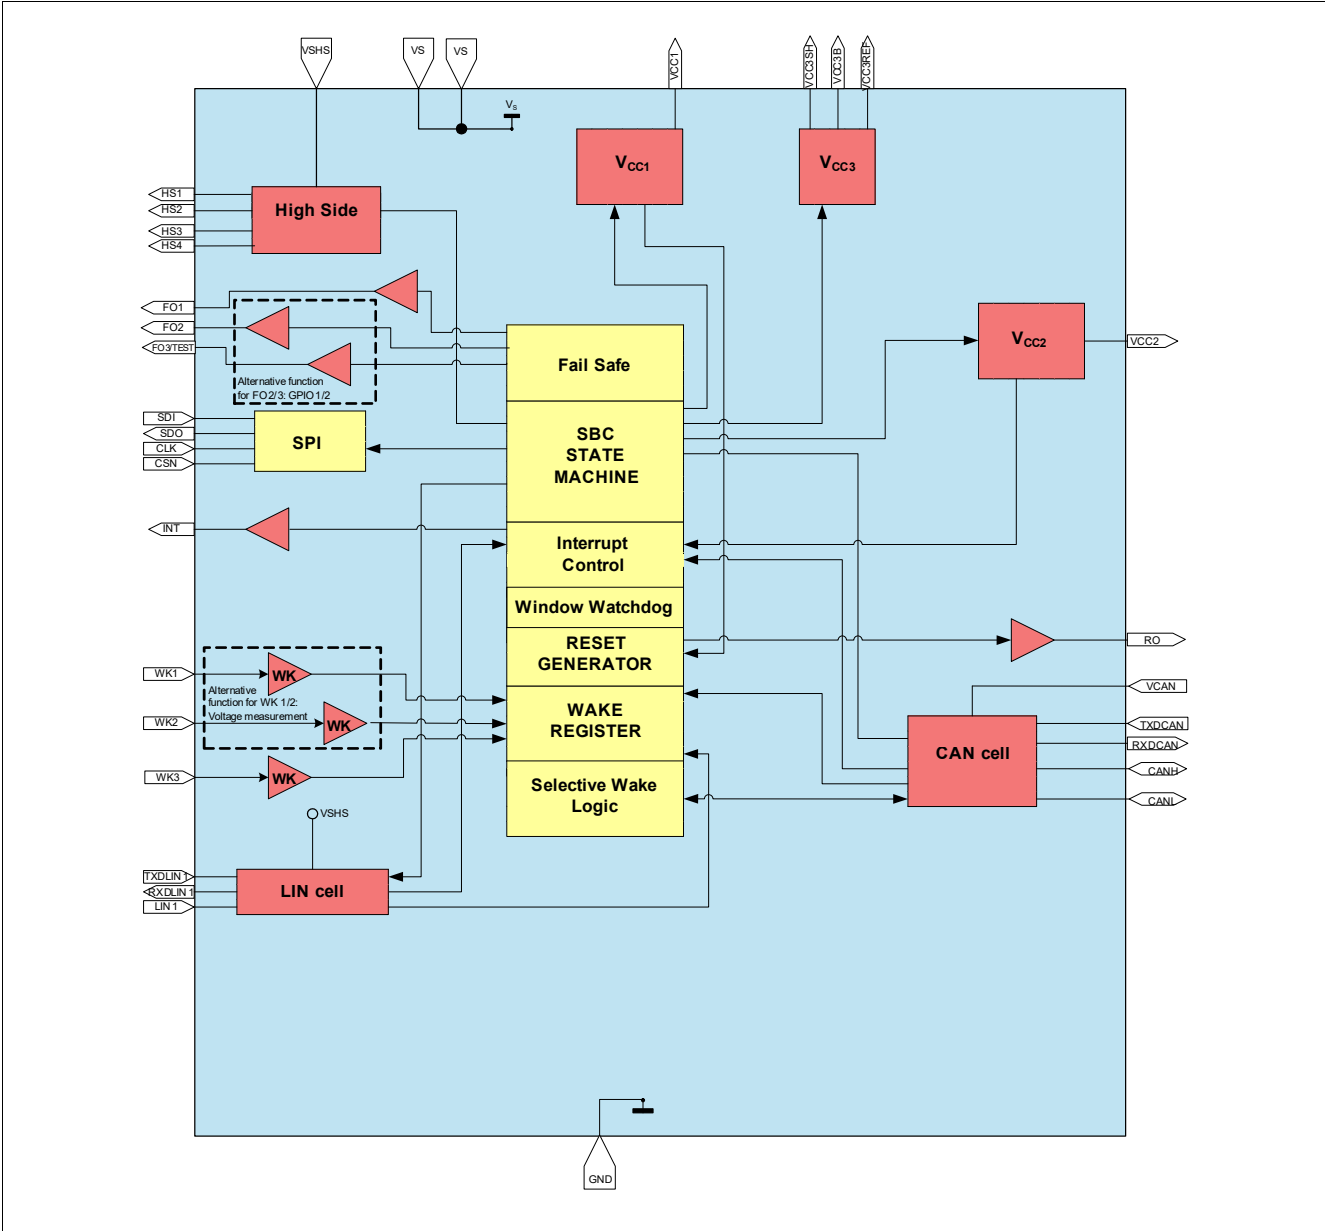 VSHS
VS
VS
VCC1
VCC3SH
VCC3B
VCC3REF
Vs
VCC1
VCC3
HS1
HS2
HS3
HS4
High Side
FO1
FO2
FO3/TEST
Alternative function
for FO2/3: GPIO1/2
Fail Safe
VCC2
VCC2
SDI
SDO
CLK
CSN
SPI
SBC
STATE
MACHINE
INT
Interrupt
Control
Window Watchdog
RESET
GENERATOR
RO
WK1
WK
Alternative
function for WK 1/2:
Voltage measurement
WK2
WK
WK3
WK
WAKE
REGISTER
Selective Wake
Logic
VCAN
TXDCAN
RXDCAN
CANH
CANL
CAN cell
VSHS
TXDLIN1
RXDLIN1
LIN1
LIN cell
GND